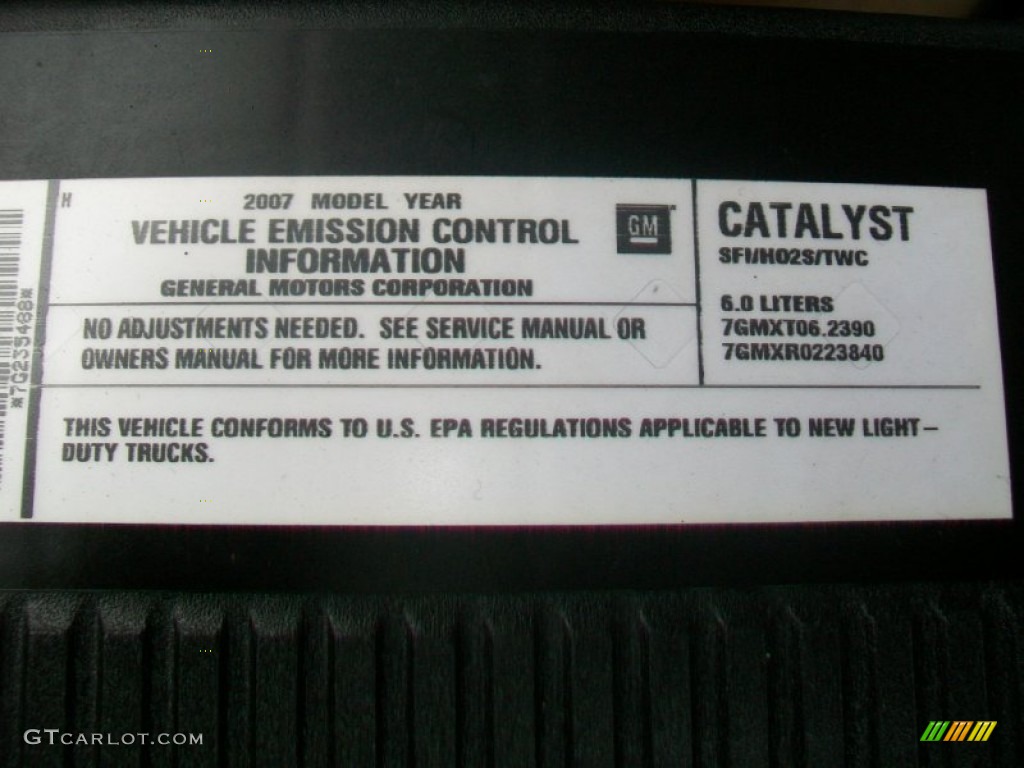 H
2007 MODEL YEAR
VEHICLE EMISSION CONTROL
INFORMATION
GENERAL MOTORS CORPORATION
GM
CATALYST
SFI/HO2S/TWC
6.0 LITERS
7GMXT06.2390
7GMXR0223840
NO ADJUSTMENTS NEEDED. SEE SERVICE MANUAL OR
OWNERS MANUAL FOR MORE INFORMATION.
THIS VEHICLE CONFORMS TO U.S. EPA REGULATIONS APPLICABLE TO NEW LIGHT-
DUTY TRUCKS.
*7G235488*
GTCARLOT.COM